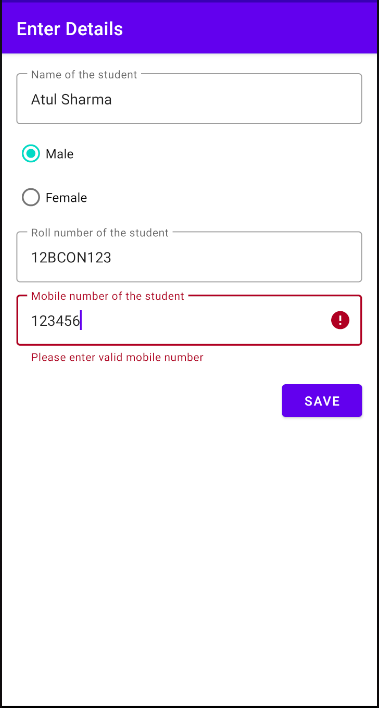 Enter Details
Name of the student
Atul Sharma
Male
Female
Roll number of the student
12BCON123
Mobile number of the student
123456
Please enter valid mobile number
SAVE